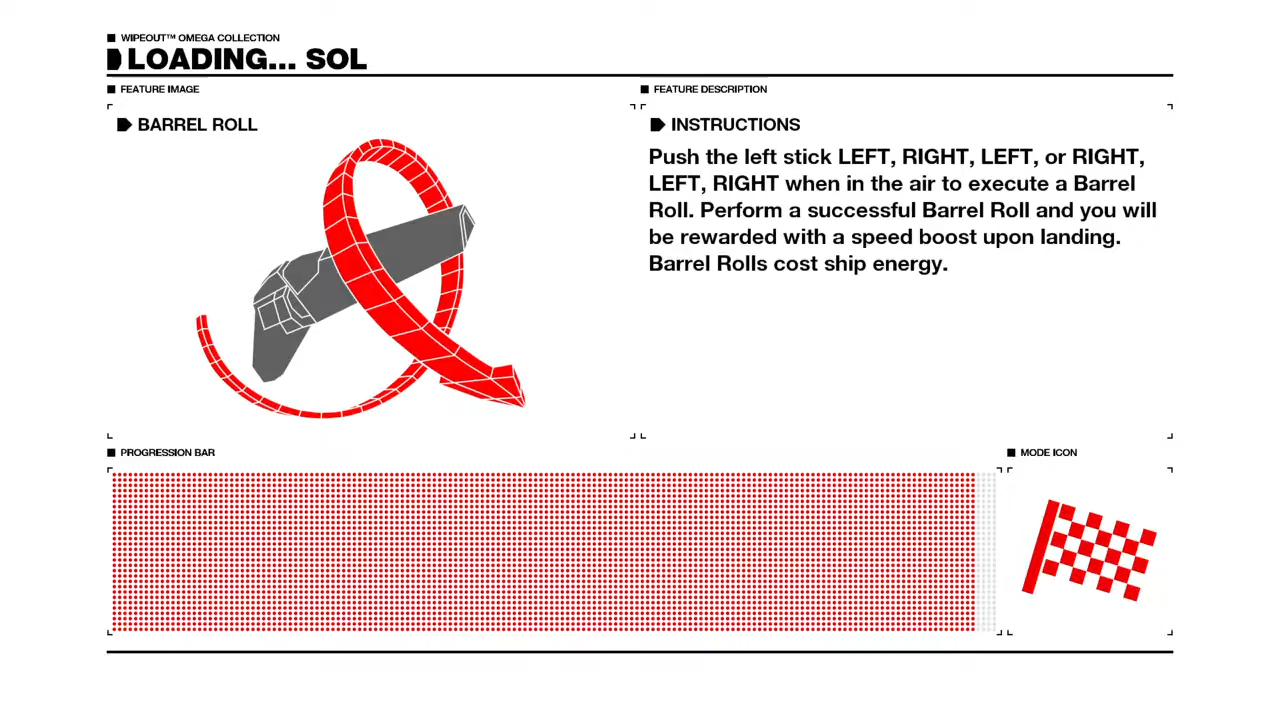 WIPEOUT™ OMEGA COLLECTION
LOADING... SOL
FEATURE IMAGE
BARREL ROLL
FEATURE DESCRIPTION
INSTRUCTIONS
Push the left stick LEFT, RIGHT, LEFT, or RIGHT,
LEFT, RIGHT when in the air to execute a Barrel
Roll. Perform a successful Barrel Roll and you will
be rewarded with a speed boost upon landing.
Barrel Rolls cost ship energy.
PROGRESSION BAR
MODE ICON